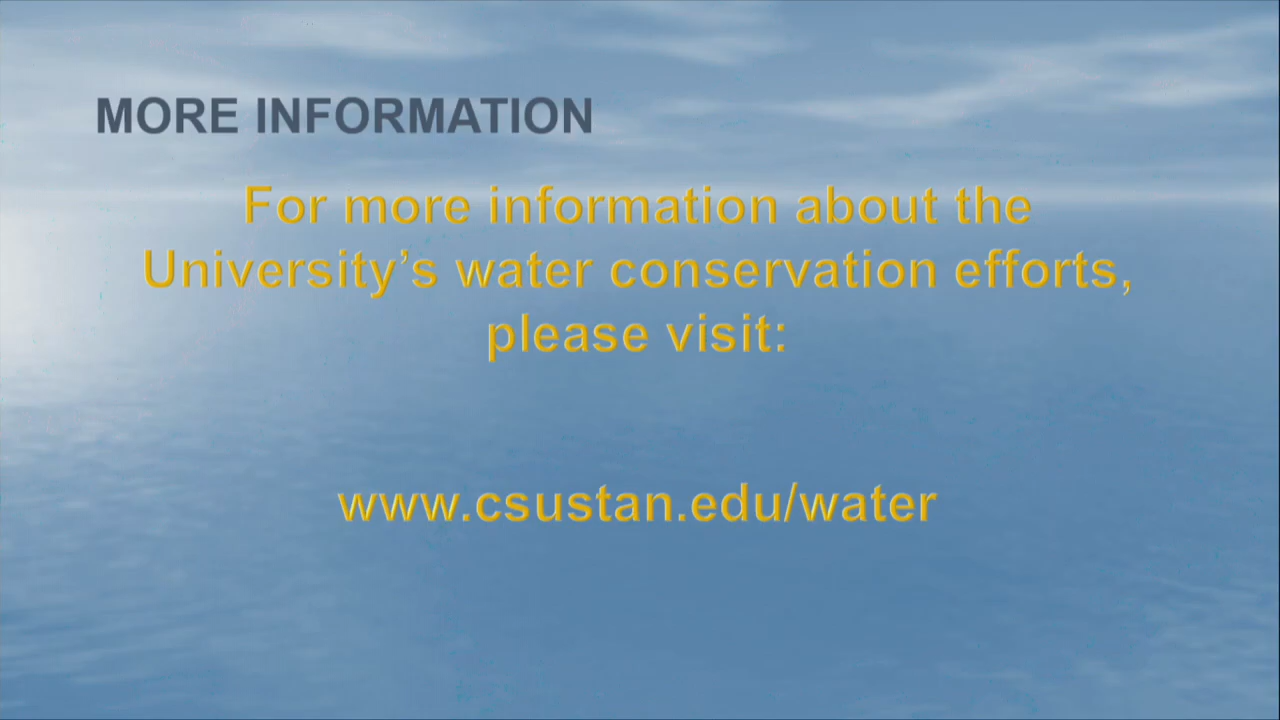 MORE INFORMATION
For more information about the
University’s water conservation efforts,
please visit:
www.csustan.edu/water